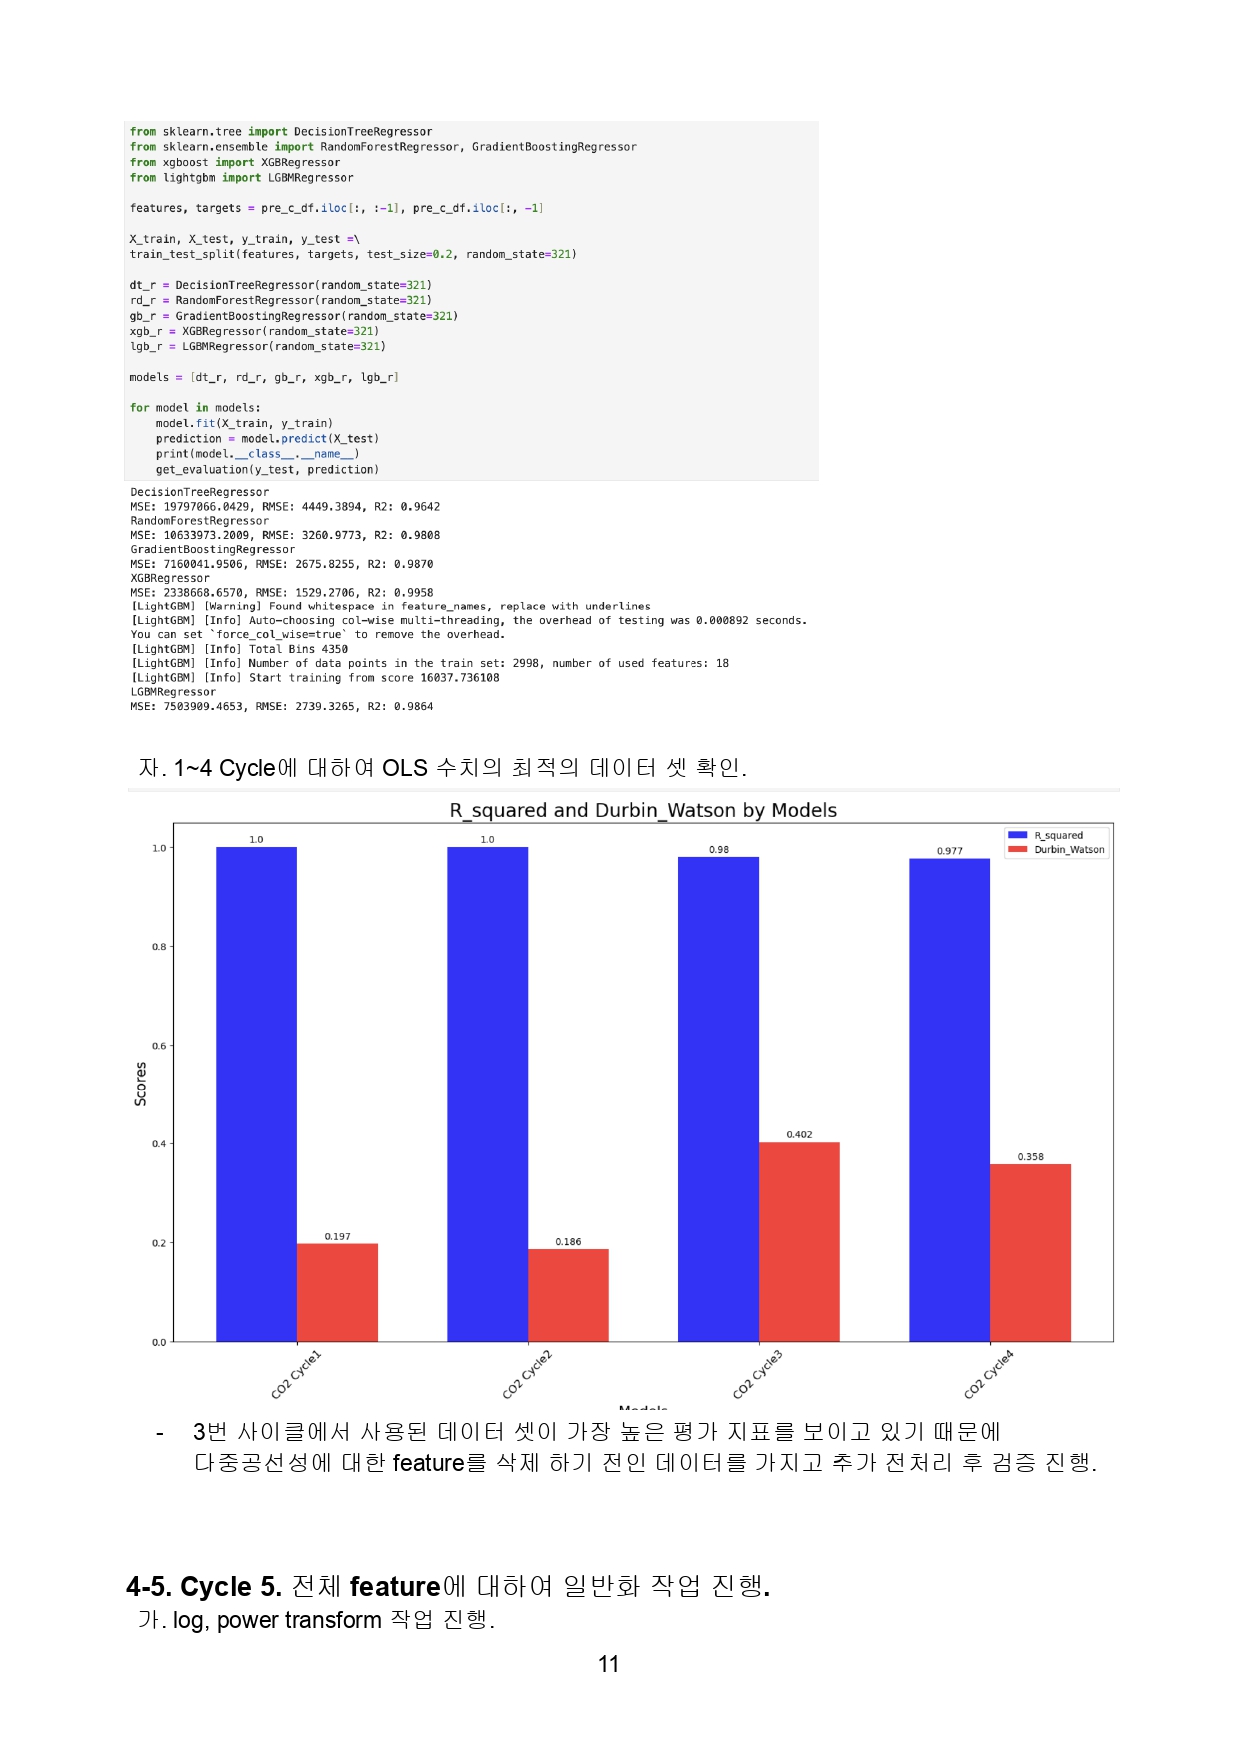 from sklearn.tree import DecisionTreeRegressor
from sklearn.ensemble import RandomForestRegressor, GradientBoostingRegressor
from xgboost import XGBRegressor
from lightgbm import LGBMRegressor
features, targets = pre_c_df.iloc[:, :-1], pre_c_df.iloc[:, -1]
X_train, X_test, y_train, y_test =\
train_test_split(features, targets, test_size=0.2, random_state=321)
dt_r = DecisionTreeRegressor(random_state=321)
rd_r = RandomForestRegressor(random_state=321)
gb_r = GradientBoostingRegressor(random_state=321)
xgb_r = XGBRegressor(random_state=321)
lgb_r = LGBMRegressor(random_state=321)
models = [dt_r, rd_r, gb_r, xgb_r, lgb_r]
for model in models:
    model.fit(X_train, y_train)
    prediction = model.predict(X_test)
    print(model.__class__.__name__)
    get_evaluation(y_test, prediction)
DecisionTreeRegressor
MSE: 19797066.0429, RMSE: 4449.3894, R2: 0.9642
RandomForestRegressor
MSE: 10633973.2009, RMSE: 3260.9773, R2: 0.9808
GradientBoostingRegressor
MSE: 7160041.9506, RMSE: 2675.8255, R2: 0.9870
XGBRegressor
MSE: 2338668.6570, RMSE: 1529.2706, R2: 0.9958
[LightGBM] [Warning] Found whitespace in feature_names, replace with underlines
[LightGBM] [Info] Auto-choosing col-wise multi-threading, the overhead of testing was 0.000892 seconds.
You can set `force_col_wise=true` to remove the overhead.
[LightGBM] [Info] Total Bins 4350
[LightGBM] [Info] Number of data points in the train set: 2998, number of used features: 18
[LightGBM] [Info] Start training from score 16037.736108
LGBMRegressor
MSE: 7503909.4653, RMSE: 2739.3265, R2: 0.9864
자. 1~4 Cycle에 대하여 OLS 수치의 최적의 데이터 셋 확인.
R_squared and Durbin_Watson by Models
R_squared
Durbin_Watson
1.0
1.0
0.98
0.977
1.0
0.8
0.6
0.4
0.2
0.0
Scores
0.197
0.186
0.402
0.358
CO2 Cycle1
CO2 Cycle2
CO2 Cycle3
CO2 Cycle4
Models
- 3번 사이클에서 사용된 데이터 셋이 가장 높은 평가 지표를 보이고 있기 때문에
다중공선성에 대한 feature를 삭제 하기 전인 데이터를 가지고 추가 전처리 후 검증 진행.
4-5. Cycle 5. 전체 feature에 대하여 일반화 작업 진행.
가. log, power transform 작업 진행.
11